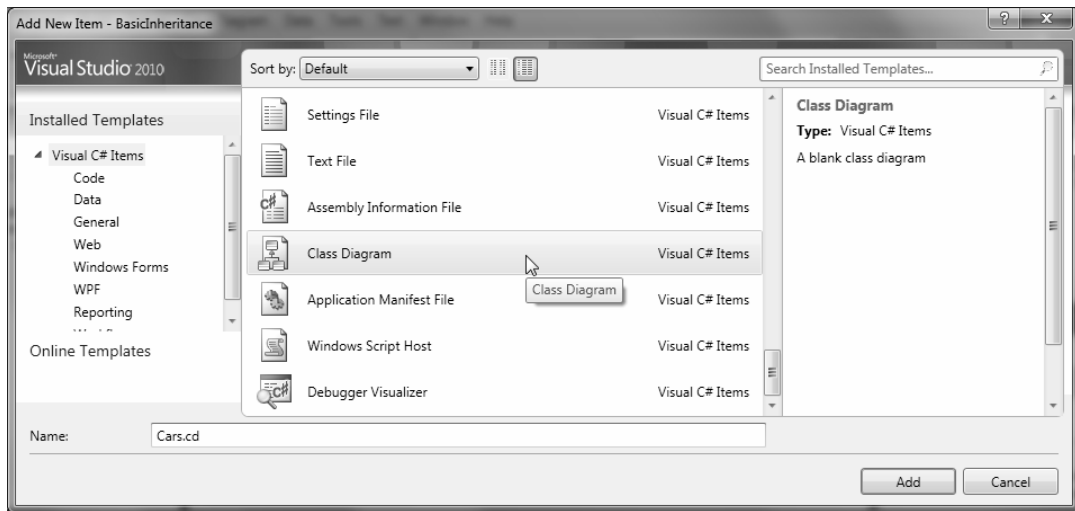 Add New Item - BasicInheritance
Microsoft
Visual Studio 2010
Sort by: Default
Search Installed Templates...
Installed Templates
Visual C# Items
Code
Data
General
Web
Windows Forms
WPF
Reporting
Online Templates
Settings File Visual C# Items
Text File Visual C# Items
Assembly Information File Visual C# Items
Class Diagram Visual C# Items
Class Diagram
Application Manifest File Visual C# Items
Windows Script Host Visual C# Items
Debugger Visualizer Visual C# Items
Class Diagram
Type: Visual C# Items
A blank class diagram
Name: Cars.cd
Add Cancel